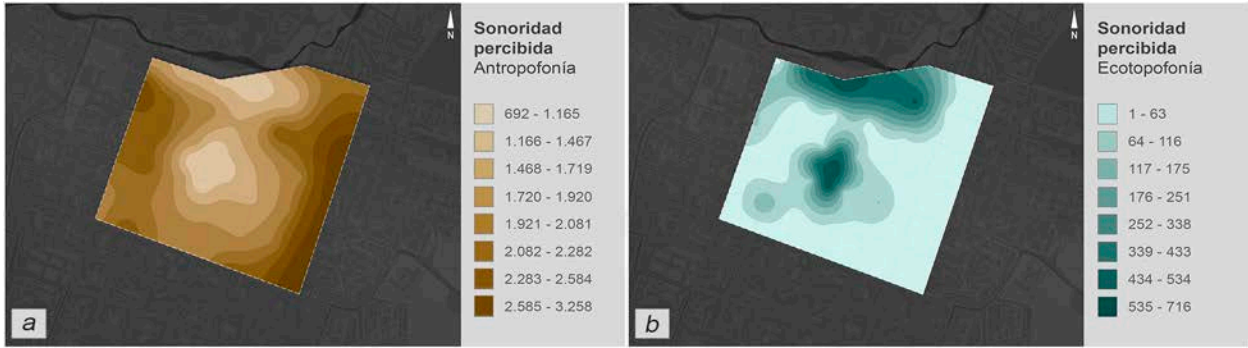 N
Sonoridad
percibida
Antropofonía
692 - 1.165
1.166 - 1.467
1.468 - 1.719
1.720 - 1.920
1.921 - 2.081
2.082 - 2.282
2.283 - 2.584
2.585 - 3.258
a
N
Sonoridad
percibida
Ecotopofonía
1 - 63
64 - 116
117 - 175
176 - 251
252 - 338
339 - 433
434 - 534
535 - 716
b